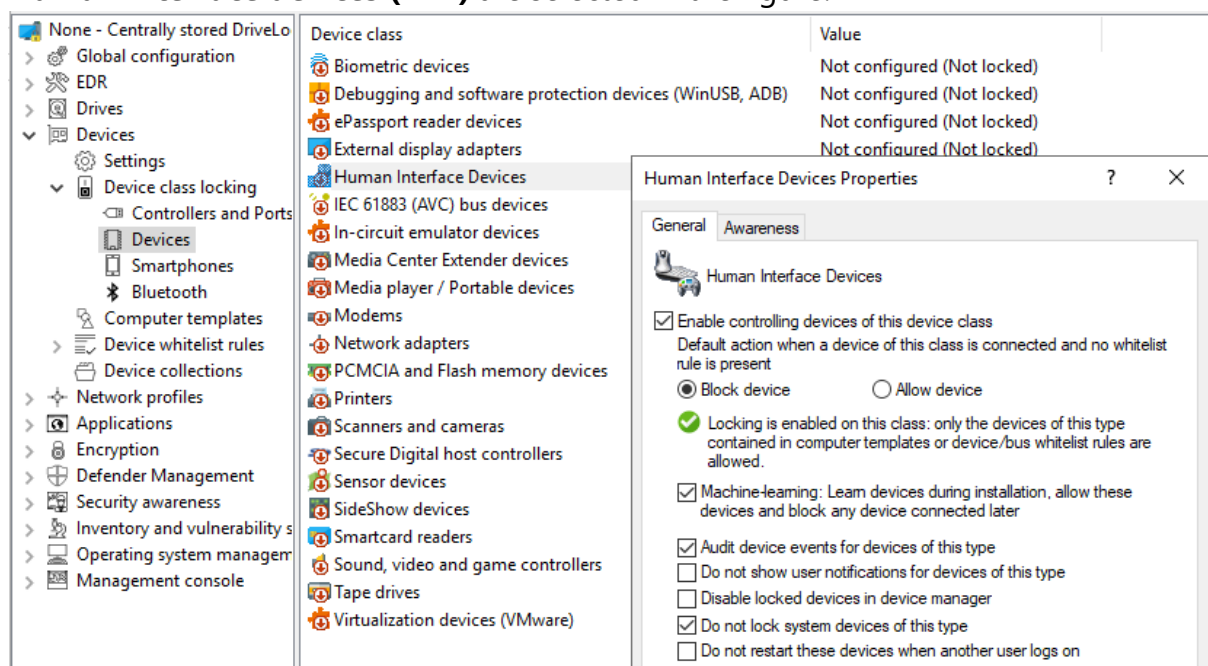 Human Interface Devices (HID) are selected in the figure.
None - Centrally stored DriveLo
Global configuration
EDR
Drives
Devices
Settings
Device class locking
Controllers and Ports
Devices
Smartphones
Bluetooth
Computer templates
Device whitelist rules
Device collections
Network profiles
Applications
Encryption
Defender Management
Security awareness
Inventory and vulnerability s
Operating system managem
Management console
Device class Value
Biometric devices Not configured (Not locked)
Debugging and software protection devices (WinUSB, ADB) Not configured (Not locked)
ePassport reader devices Not configured (Not locked)
External display adapters Not configured (Not locked)
Human Interface Devices
IEC 61883 (AVC) bus devices
In-circuit emulator devices
Media Center Extender devices
Media player / Portable devices
Modems
Network adapters
PCMCIA and Flash memory devices
Printers
Scanners and cameras
Secure Digital host controllers
Sensor devices
SideShow devices
Smartcard readers
Sound, video and game controllers
Tape drives
Virtualization devices (VMware)
Human Interface Devices Properties ? ×
General Awareness
Human Interface Devices
Enable controlling devices of this device class
Default action when a device of this class is connected and no whitelist
rule is present
Block device Allow device
Locking is enabled on this class: only the devices of this type
contained in computer templates or device/bus whitelist rules are
allowed.
Machine-learning: Learn devices during installation, allow these
devices and block any device connected later
Audit device events for devices of this type
Do not show user notifications for devices of this type
Disable locked devices in device manager
Do not lock system devices of this type
Do not restart these devices when another user logs on